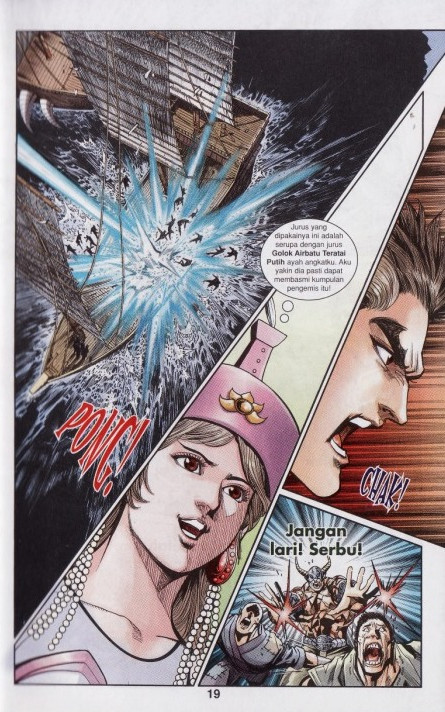 Jurus yang
dipakainya ini adalah
serupa dengan jurus
Golok Airbatu Teratai
Putih ayah angkatku. Aku
yakin dia pasti dapat
membasmi kumpulan
pengemis itu!
PONG!
CHAK!
Jangan
lari! Serbu!
19